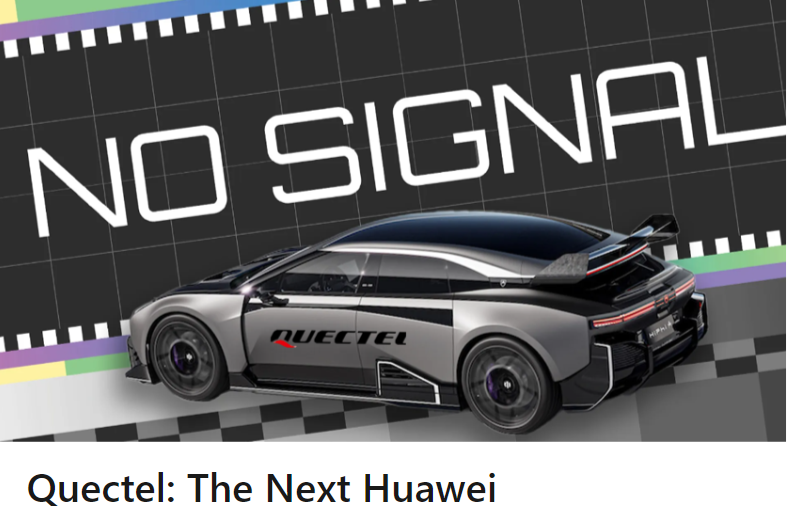 NO SIGNAL
QUECTEL
Quectel: The Next Huawei